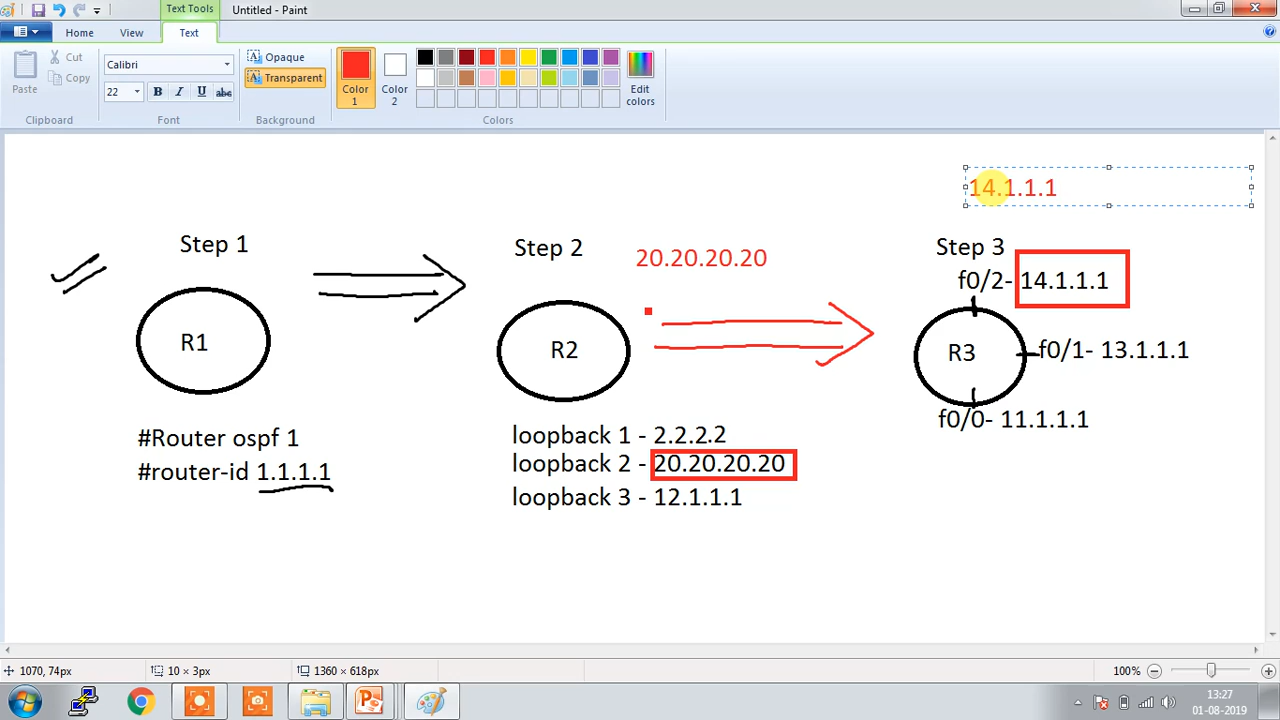 Untitled - Paint
Text Tools
Home
View
Text
Paste
Cut
Copy
Clipboard
Calibri
22
B
I
U
abc
Font
Opaque
Transparent
Background
Color
1
Color
2
Edit
colors
Colors
14.1.1.1
Step 1
Step 2
20.20.20.20
Step 3
f0/2- 14.1.1.1
R1
R2
R3
f0/1- 13.1.1.1
f0/0- 11.1.1.1
#Router ospf 1
#router-id 1.1.1.1
loopback 1 - 2.2.2.2
loopback 2 - 20.20.20.20
loopback 3 - 12.1.1.1
1070, 74px
10 × 3px
1360 × 618px
100%
13:27
01-08-2019